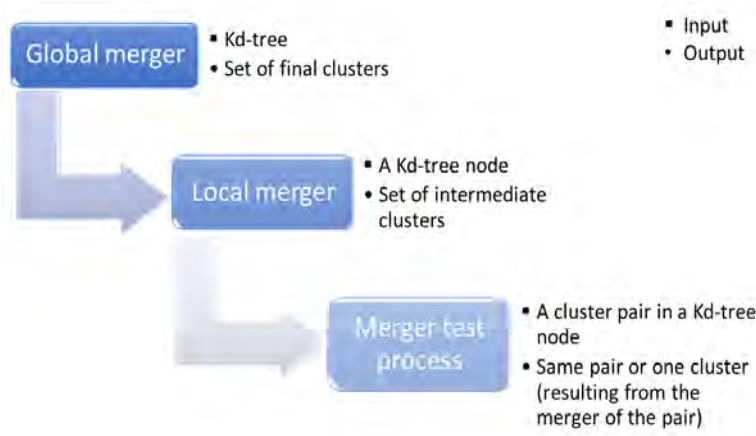 Global merger
▪ Kd-tree
• Set of final clusters
▪ Input
• Output
Local merger
▪ A Kd-tree node
• Set of intermediate
clusters
Merger test
process
▪ A cluster pair in a Kd-tree
node
▪ Same pair or one cluster
(resulting from the
merger of the pair)